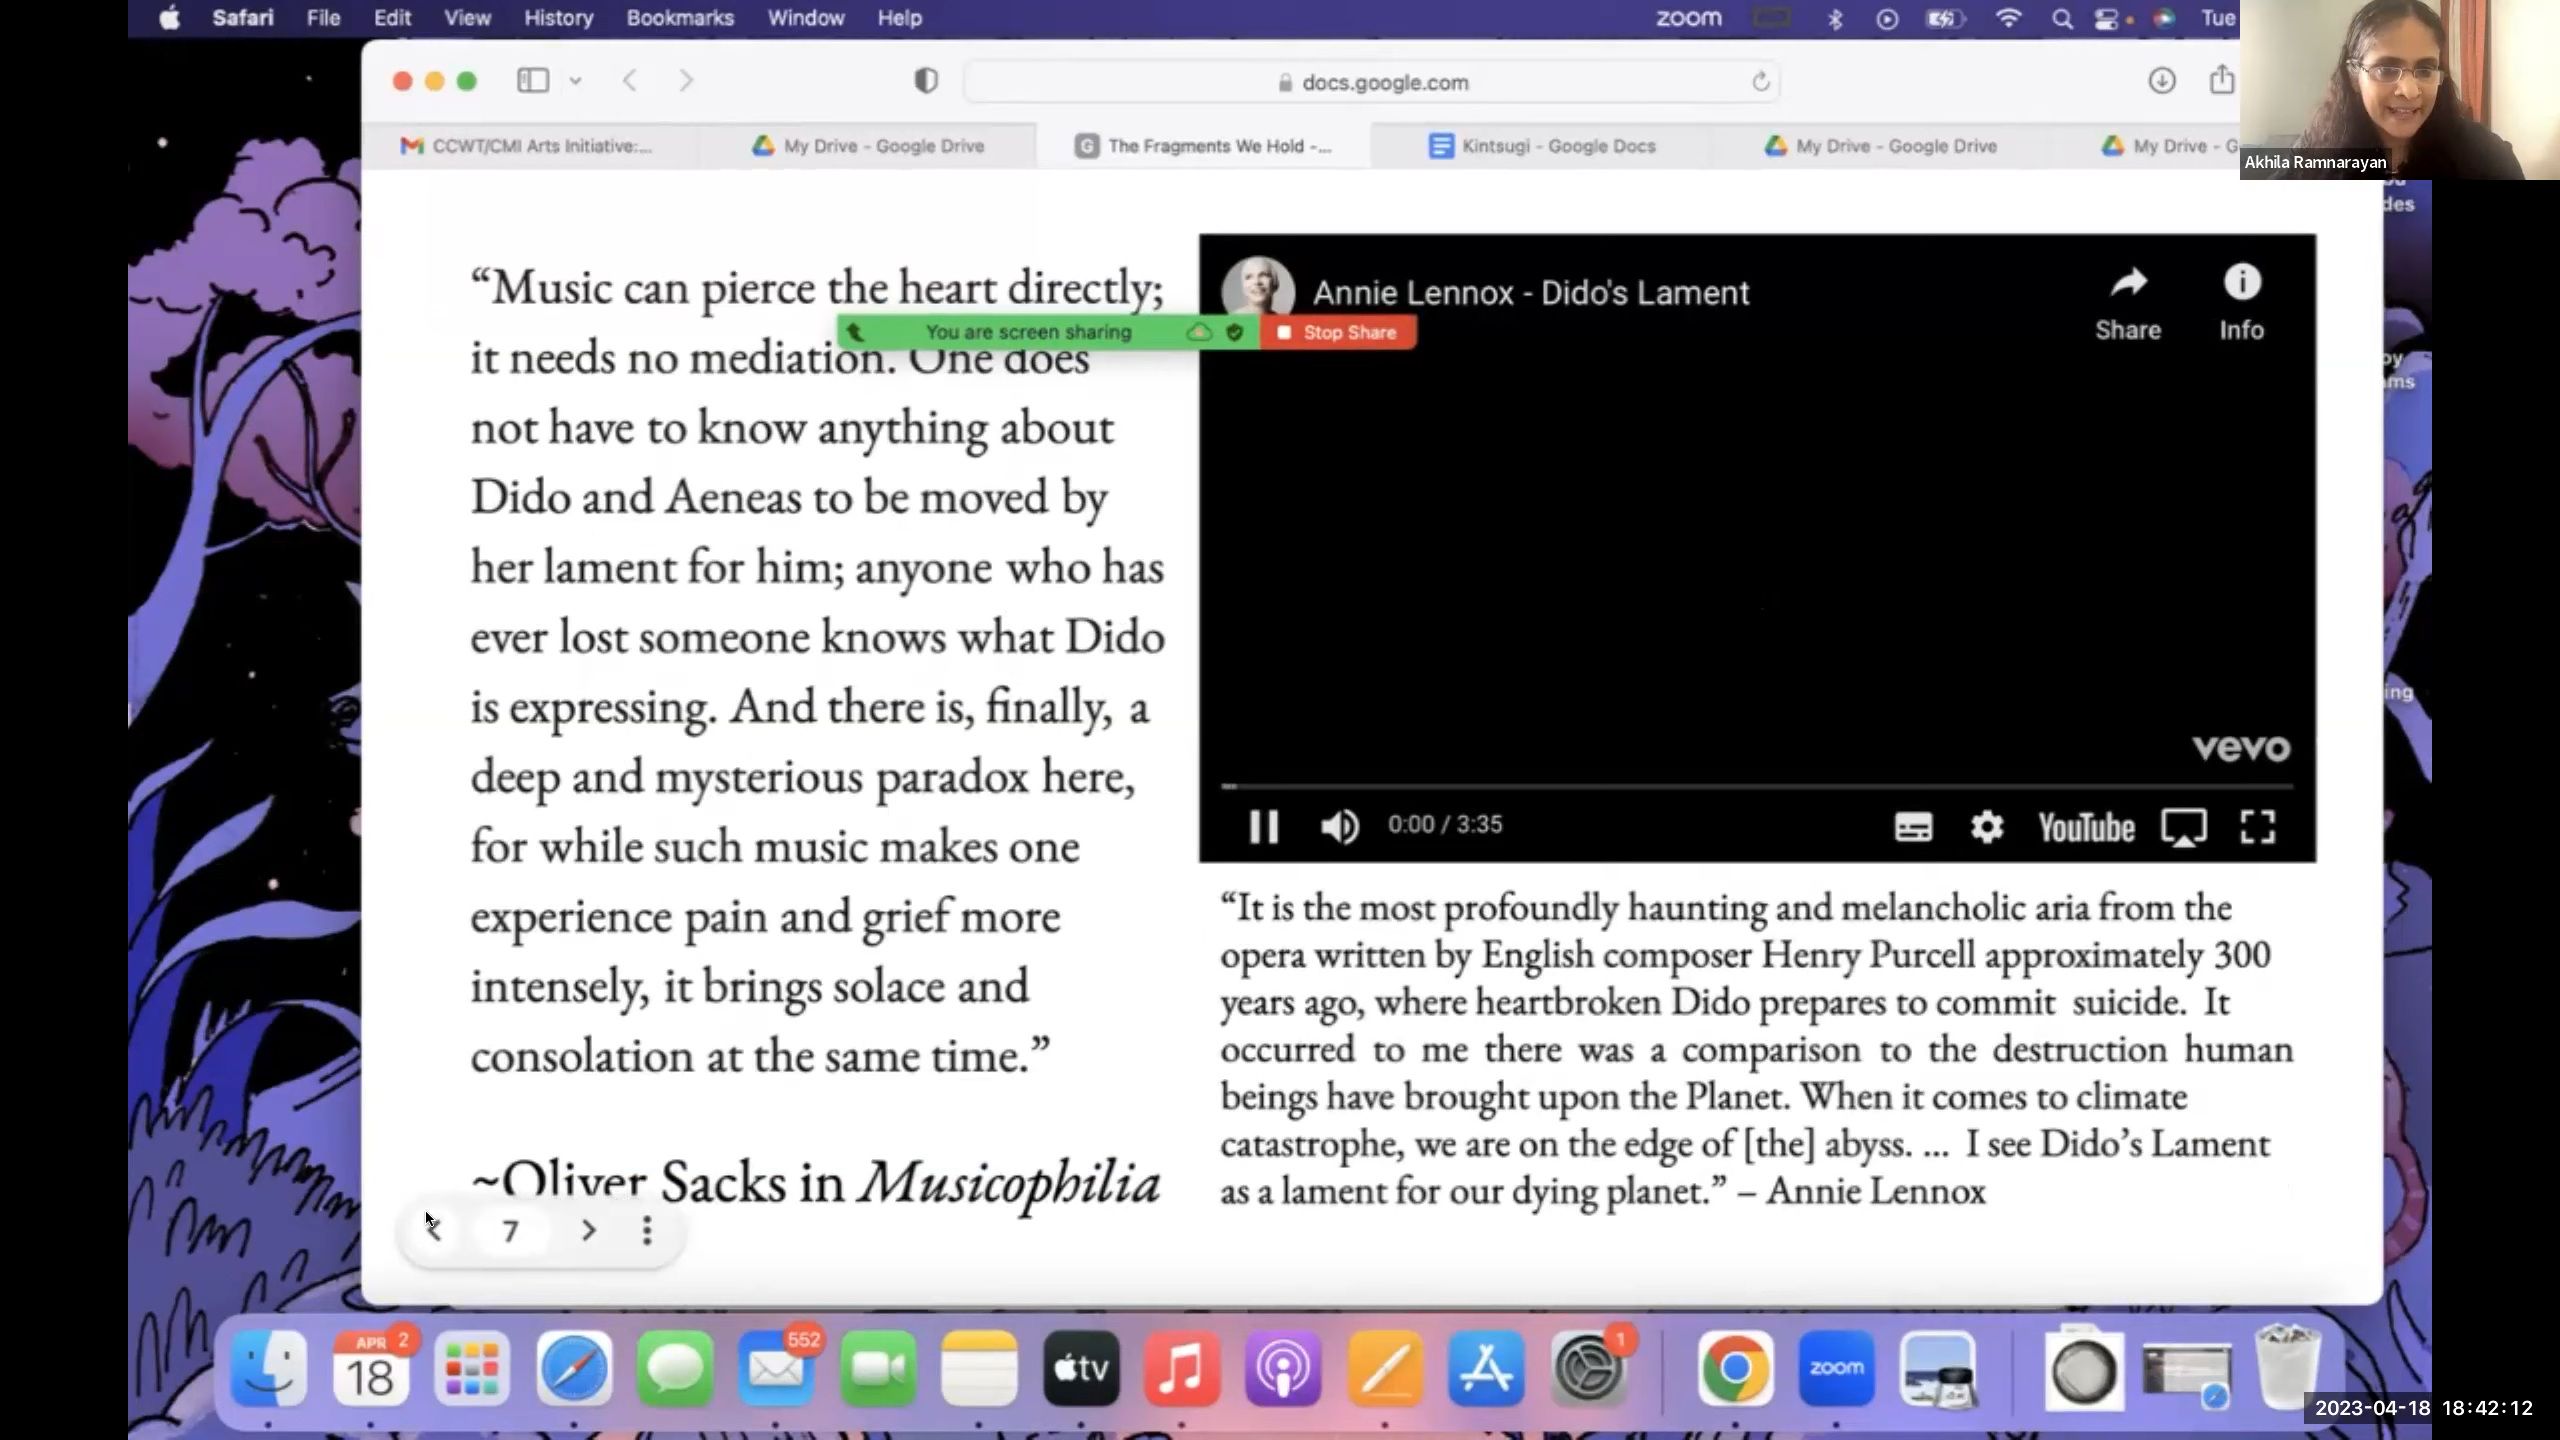 Safari File Edit View History Bookmarks Window Help zoom Tue
docs.google.com
CCWT/CMI Arts Initiative:... My Drive - Google Drive The Fragments We Hold -... Kintsugi - Google Docs My Drive - Google Drive My Drive - G
Akhila Ramnarayan
des
“Music can pierce the heart directly;
You are screen sharing Stop Share
it needs no mediation. One does
not have to know anything about
Dido and Aeneas to be moved by
her lament for him; anyone who has
ever lost someone knows what Dido
is expressing. And there is, finally, a
deep and mysterious paradox here,
for while such music makes one
experience pain and grief more
intensely, it brings solace and
consolation at the same time.”
~Oliver Sacks in Musicophilia
7
Annie Lennox - Dido's Lament
Share Info
vevo
0:00 / 3:35 YouTube
“It is the most profoundly haunting and melancholic aria from the
opera written by English composer Henry Purcell approximately 300
years ago, where heartbroken Dido prepares to commit suicide. It
occurred to me there was a comparison to the destruction human
beings have brought upon the Planet. When it comes to climate
catastrophe, we are on the edge of [the] abyss. ... I see Dido’s Lament
as a lament for our dying planet.” – Annie Lennox
oy
ms
ing
APR 2
18
552
tv
1
zoom
2023-04-18 18:42:12